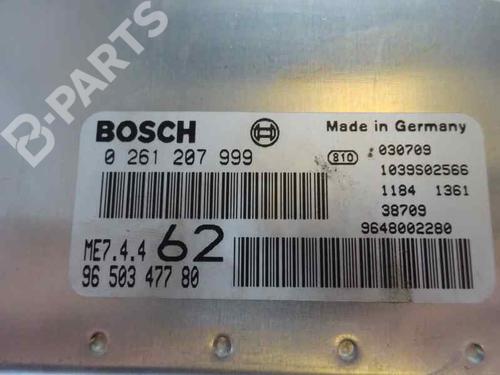 B-PARTS
BOSCH
Made in Germany
0 261 207 999
810
030709
1039S02566
1184 1361
38709
9648002280
ME7.4.4 62
96 503 477 80